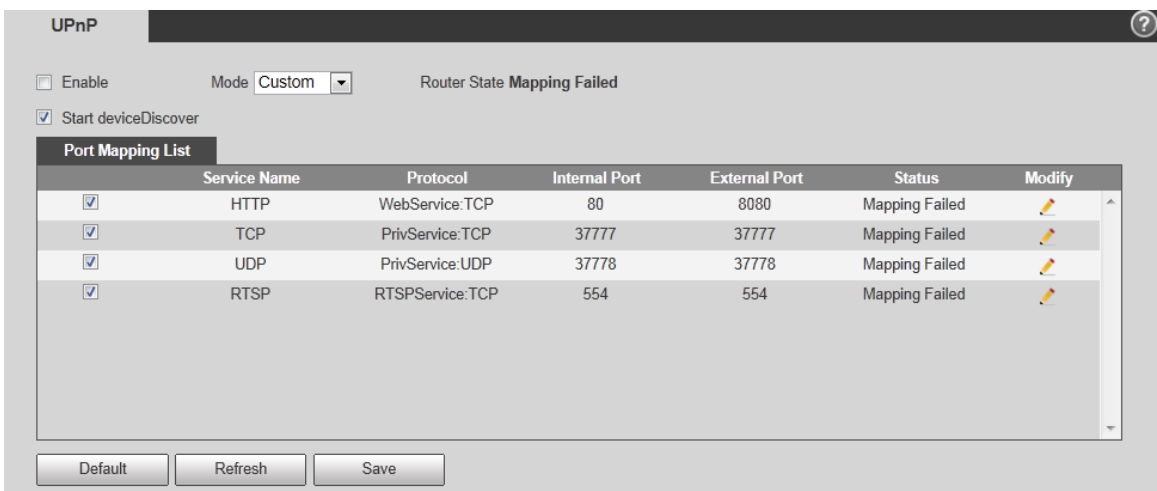 UPnP
?
Enable Mode Custom Router State Mapping Failed
Start deviceDiscover
Port Mapping List
Service Name Protocol Internal Port External Port Status Modify
HTTP WebService:TCP 80 8080 Mapping Failed
TCP PrivService:TCP 37777 37777 Mapping Failed
UDP PrivService:UDP 37778 37778 Mapping Failed
RTSP RTSPService:TCP 554 554 Mapping Failed
Default Refresh Save